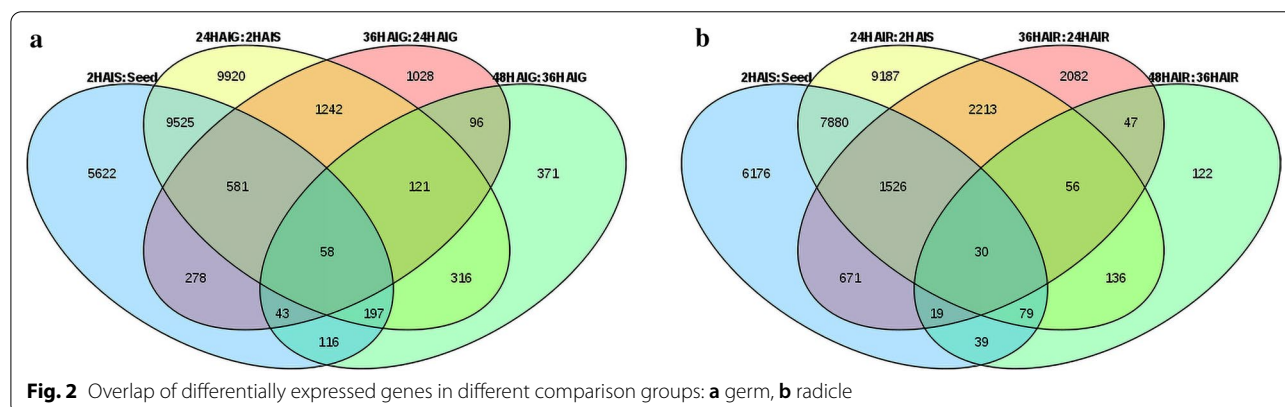 a
24HAIG:2HAIS
36HAIG:24HAIG
2HAIS:Seed
48HAIG:36HAIG
9920
1028
9525
1242
96
5622
581
121
371
58
278
316
43
197
116
b
24HAIR:2HAIS
36HAIR:24HAIR
2HAIS:Seed
48HAIR:36HAIR
9187
2082
7880
2213
47
6176
1526
56
122
30
671
136
19
79
39
Fig. 2 Overlap of differentially expressed genes in different comparison groups: a germ, b radicle